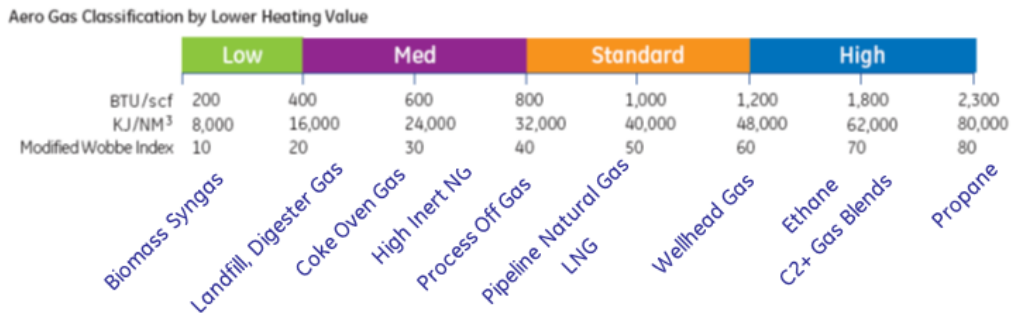 Aero Gas Classification by Lower Heating Value
Low Med Standard High
BTU/scf 200 400 600 800 1,000 1,200 1,800 2,300
KJ/NM³ 8,000 16,000 24,000 32,000 40,000 48,000 62,000 80,000
Modified Wobbe Index 10 20 30 40 50 60 70 80
Biomass Syngas
Landfill, Digester Gas
Coke Oven Gas
High Inert NG
Process Off Gas
Pipeline Natural Gas
LNG
Wellhead Gas
Ethane
C2+ Gas Blends
Propane